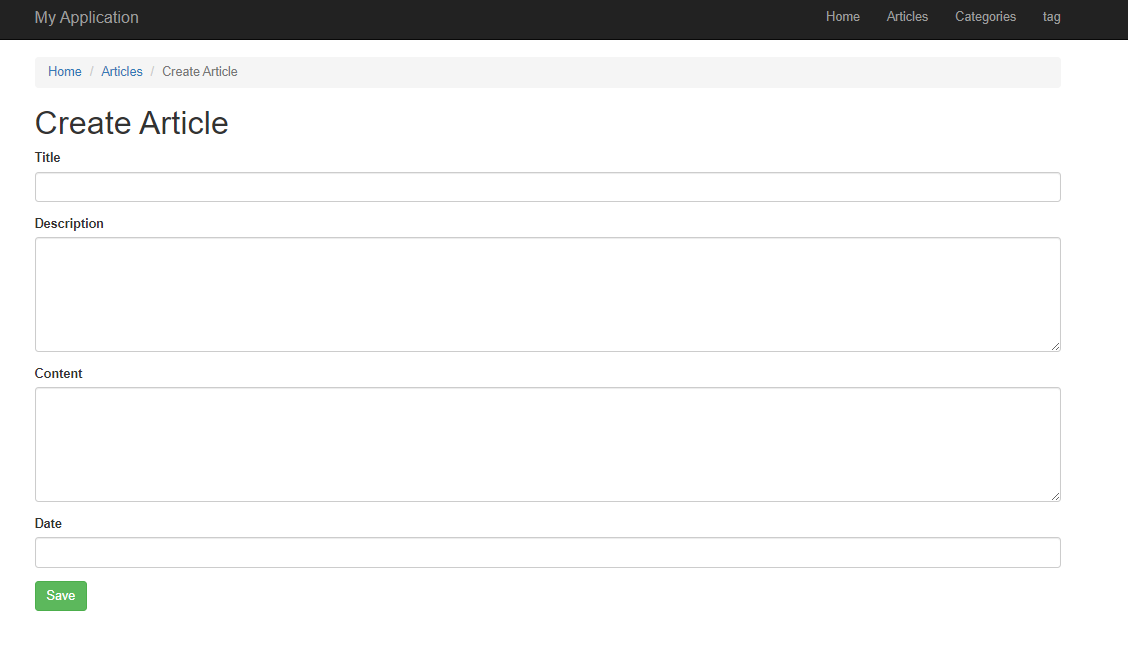 My Application Home Articles Categories tag
Home / Articles / Create Article
Create Article
Title
Description
Content
Date
Save